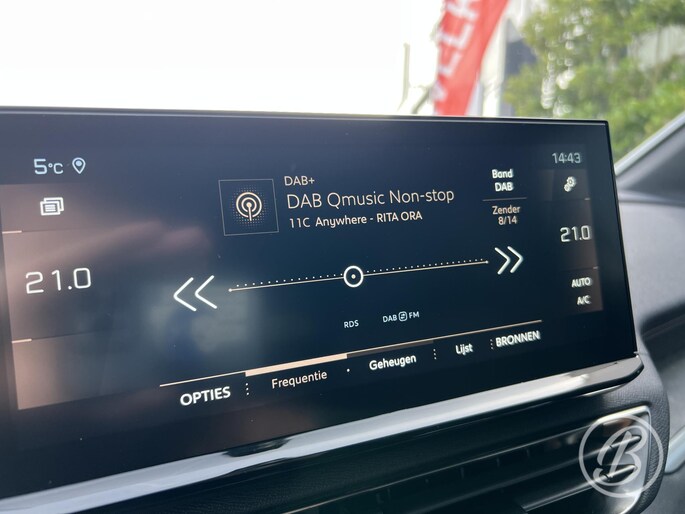 5°C
14:43
DAB+
DAB Qmusic Non-stop
11C Anywhere - RITA ORA
Band
DAB
Zender
8/14
21.0
21.0
AUTO
A/C
RDS
DAB FM
OPTIES
Frequentie
Geheugen
Lijst
BRONNEN
B